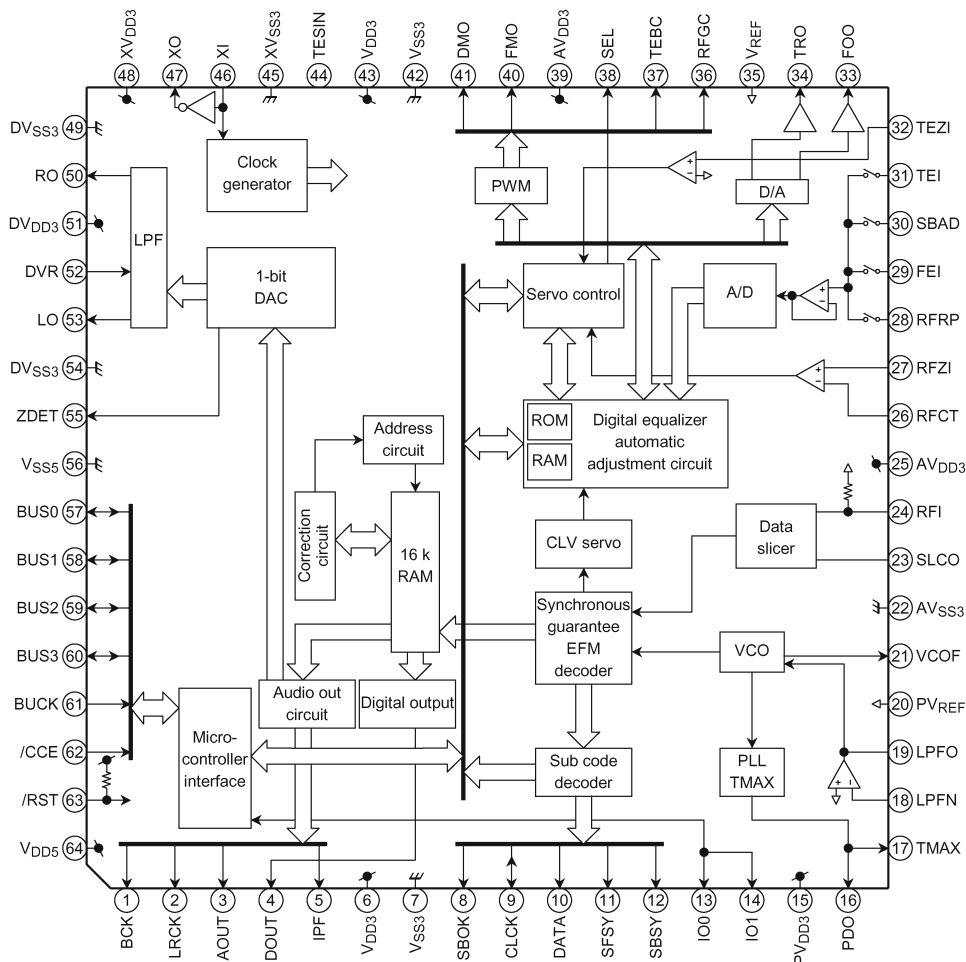 XVDD3
XO
XI
XVSS3
TESIN
VDD3
VSS3
DMO
FMO
AVDD3
SEL
TEBC
RFGC
VREF
TRO
FOO
48
47
46
45
44
43
42
41
40
39
38
37
36
35
34
33
DVSS3 49
RO 50
DVDD3 51
DVR 52
LO 53
DVSS3 54
ZDET 55
VSS5 56
BUS0 57
BUS1 58
BUS2 59
BUS3 60
BUCK 61
/CCE 62
/RST 63
VDD5 64
Clock
generator
LPF
1-bit
DAC
PWM
D/A
Servo control
A/D
ROM
RAM
Digital equalizer
automatic
adjustment circuit
Address
circuit
Correction
circuit
16 k
RAM
CLV servo
Data
slicer
Synchronous
guarantee
EFM
decoder
VCO
Audio out
circuit
Digital output
Micro-
controller
interface
Sub code
decoder
PLL
TMAX
+
−
+
−
+
−
+
−
32 TEZI
31 TEI
30 SBAD
29 FEI
28 RFRP
27 RFZI
26 RFCT
25 AVDD3
24 RFI
23 SLCO
22 AVSS3
21 VCOF
20 PVREF
19 LPFO
18 LPFN
17 TMAX
1
2
3
4
5
6
7
8
9
10
11
12
13
14
15
16
BCK
LRCK
AOUT
DOUT
IPF
VDD3
VSS3
SBOK
CLCK
DATA
SFSY
SBSY
IO0
IO1
PVDD3
PDO